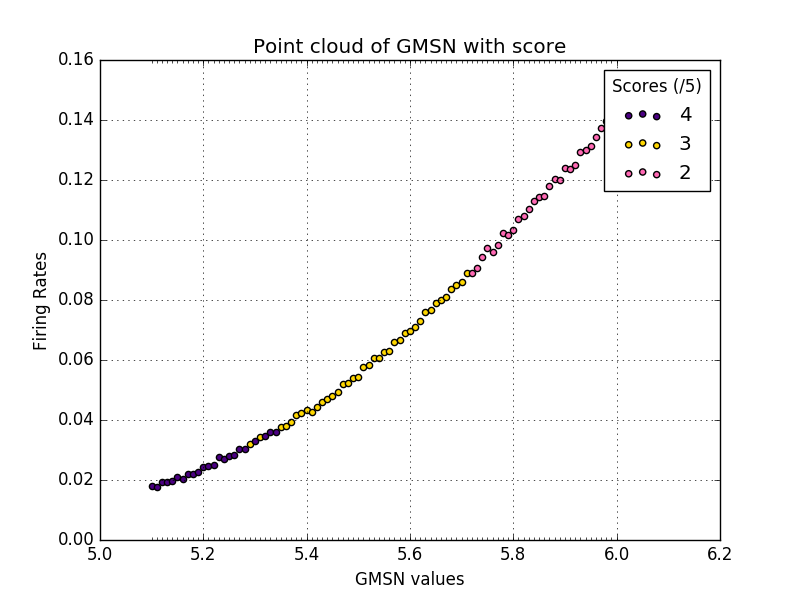 Point cloud of GMSN with score
0.16
0.14
0.12
0.10
0.08
0.06
0.04
0.02
0.00
Firing Rates
Scores (/5)
4
3
2
5.0 5.2 5.4 5.6 5.8 6.0 6.2
GMSN values